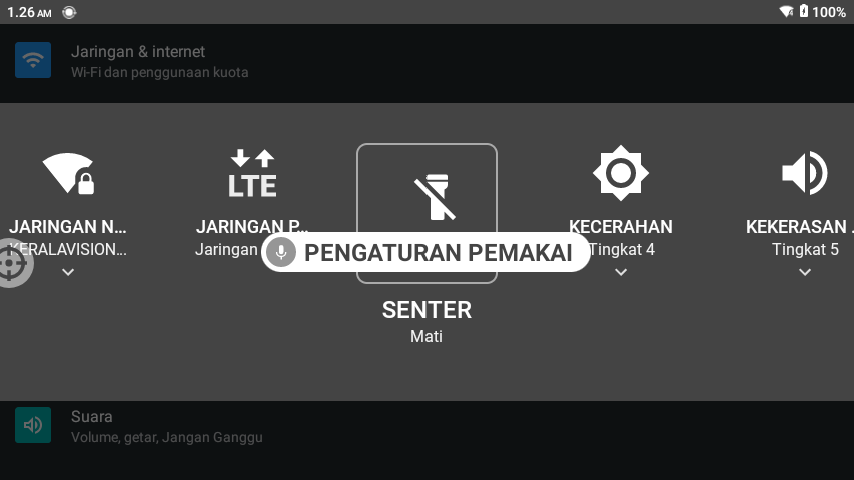 1.26 AM
100%
Jaringan & internet
Wi-Fi dan penggunaan kuota
LTE
JARINGAN N...
KERALAVISION...
JARINGAN P...
Jaringan
KECERAHAN
Tingkat 4
KEKERASAN .
Tingkat 5
PENGATURAN PEMAKAI
SENTER
Mati
Suara
Volume, getar, Jangan Ganggu